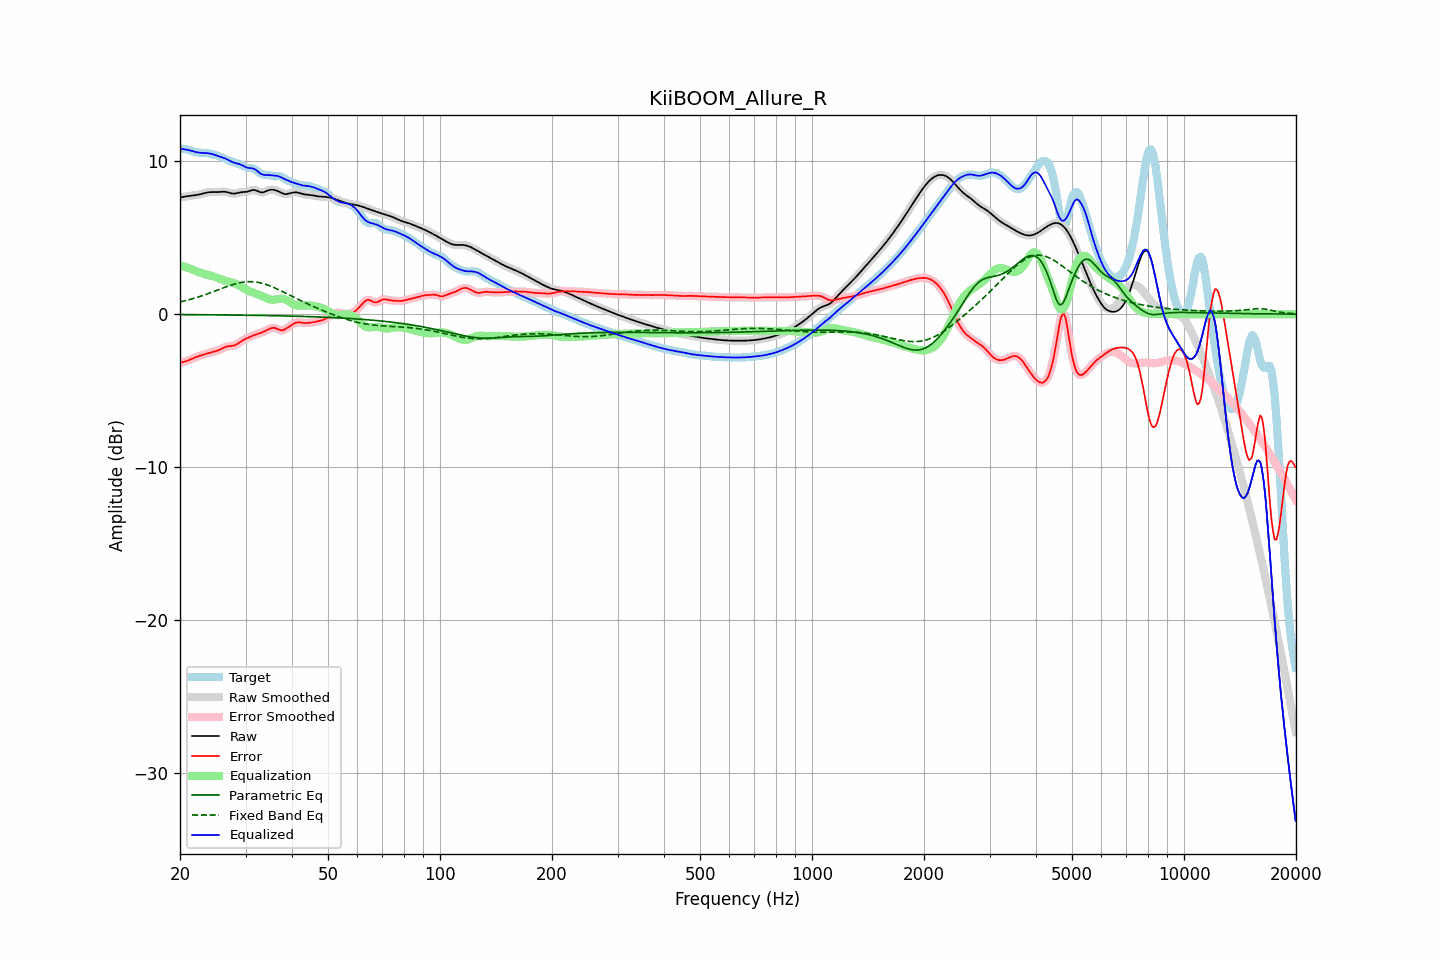 KiiBOOM_Allure_R
Amplitude (dBr)
10
0
−10
−20
−30
Target
Raw Smoothed
Error Smoothed
Raw
Error
Equalization
Parametric Eq
Fixed Band Eq
Equalized
20 50 100 200 500 1000 2000 5000 10000 20000
Frequency (Hz)